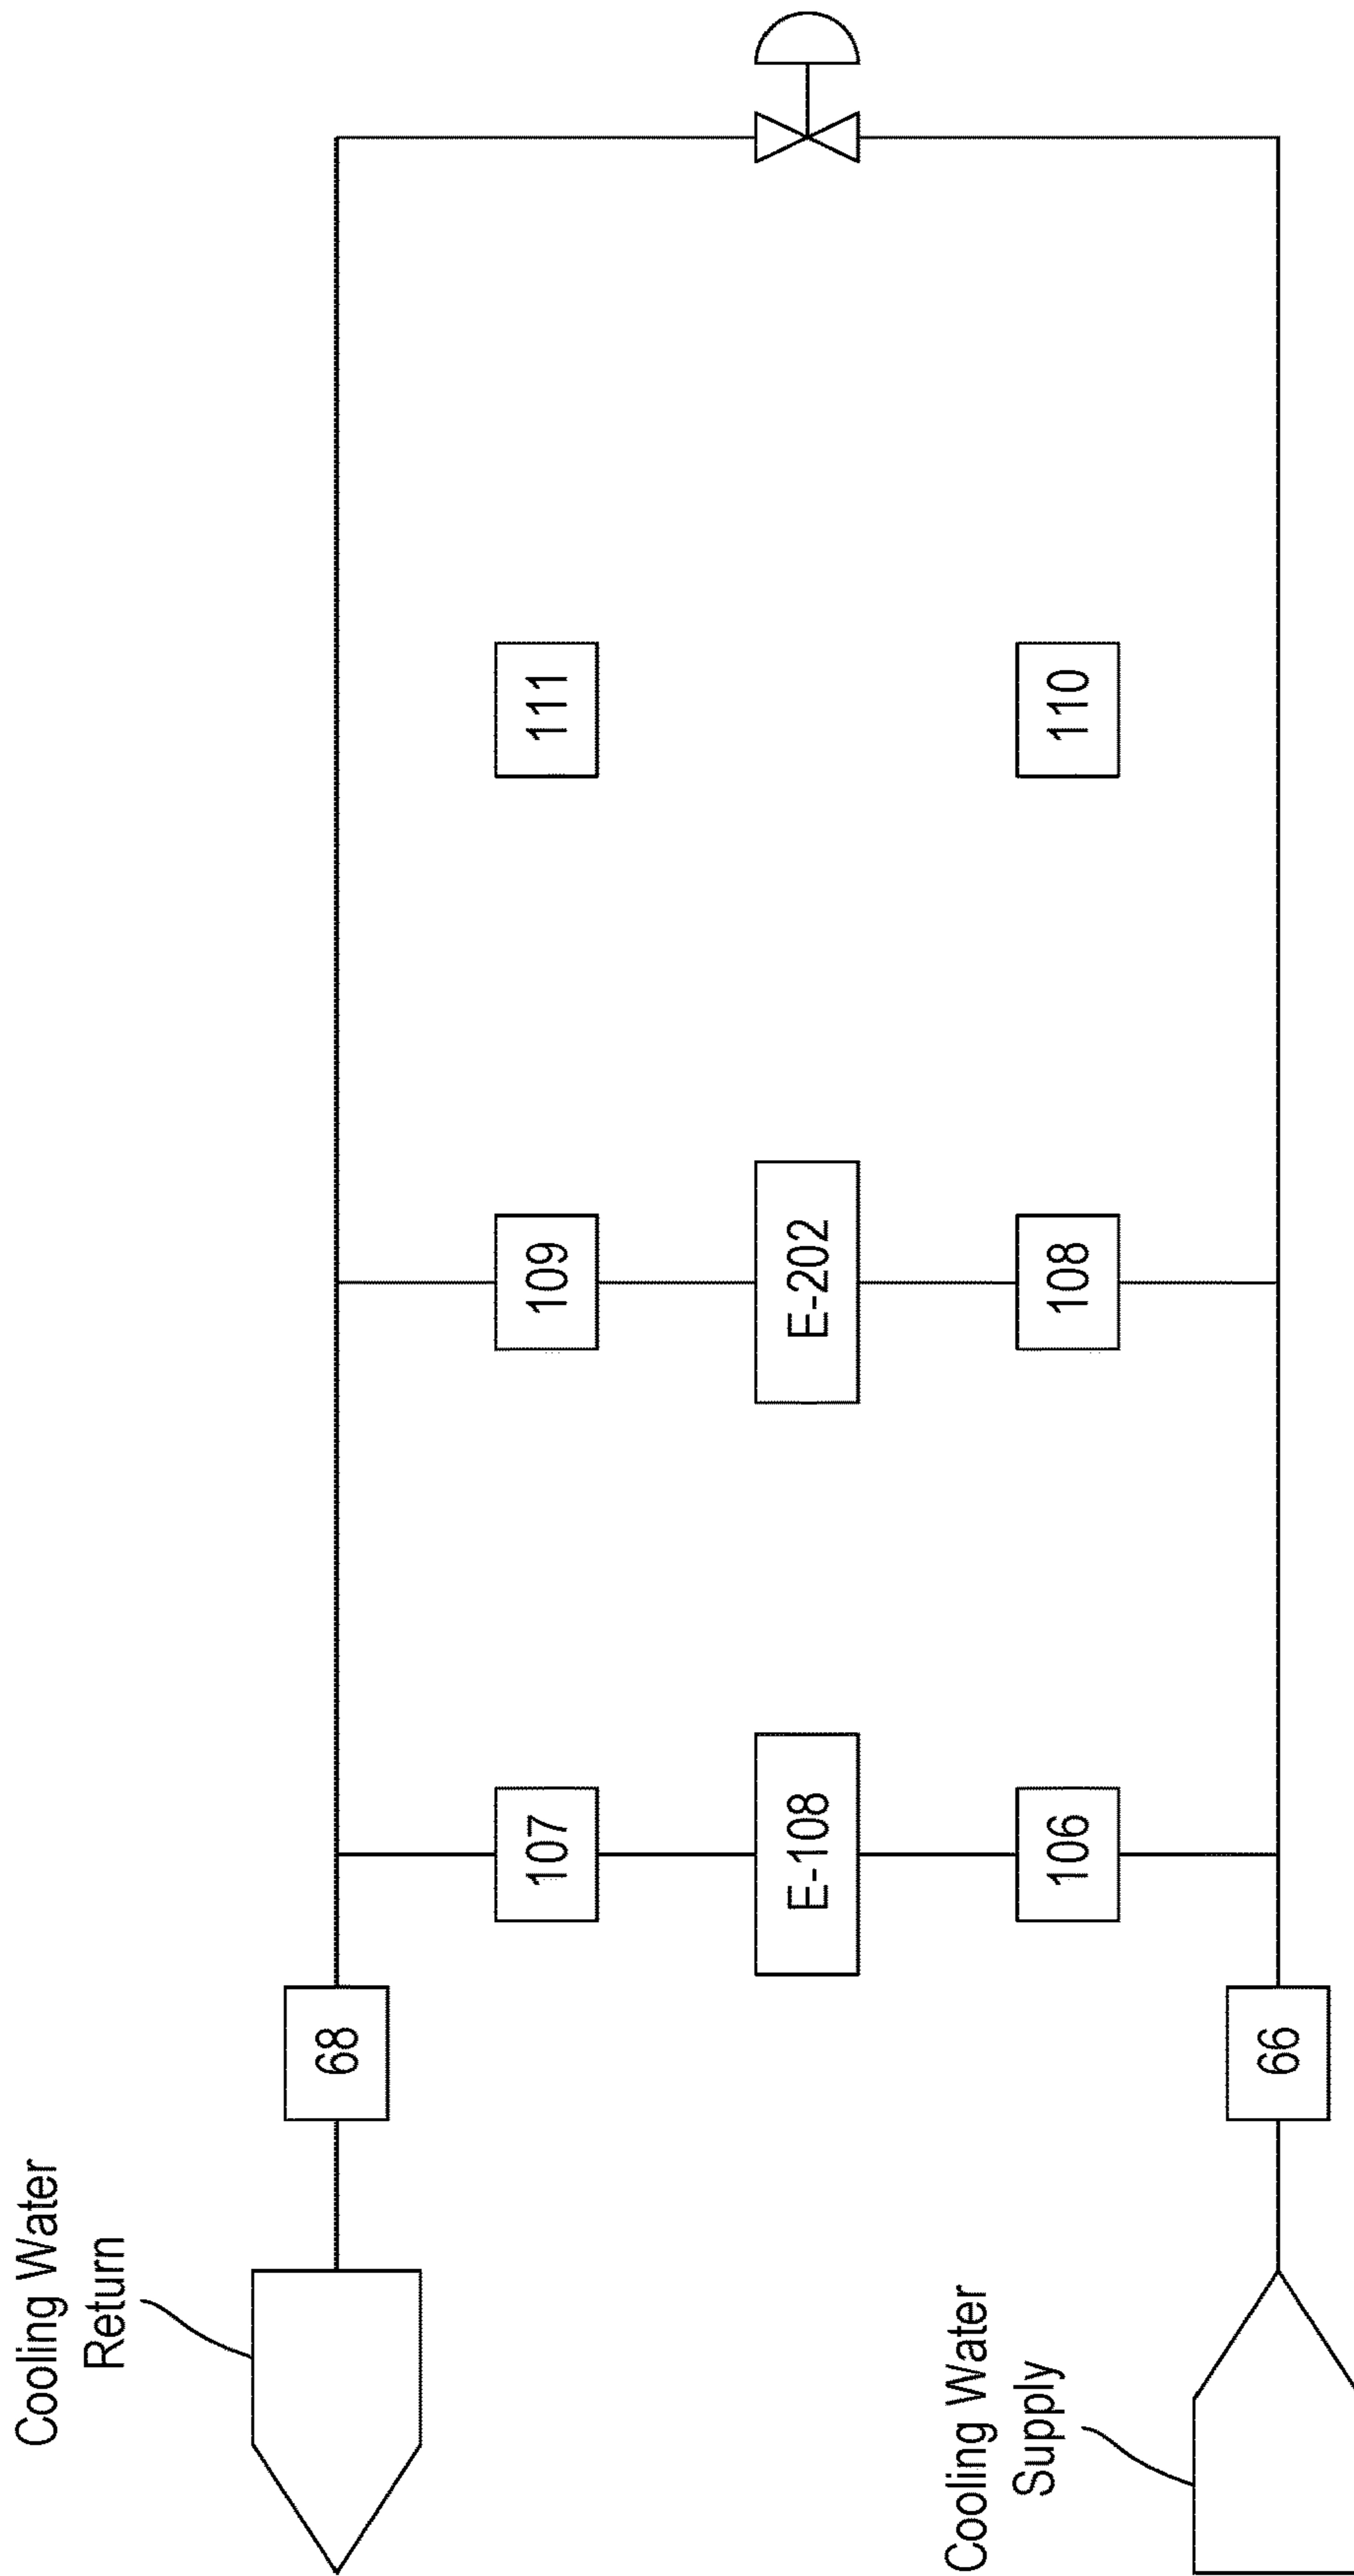 Cooling Water
Return
68
107
109
111
E-108
E-202
106
108
110
Cooling Water
Supply
66